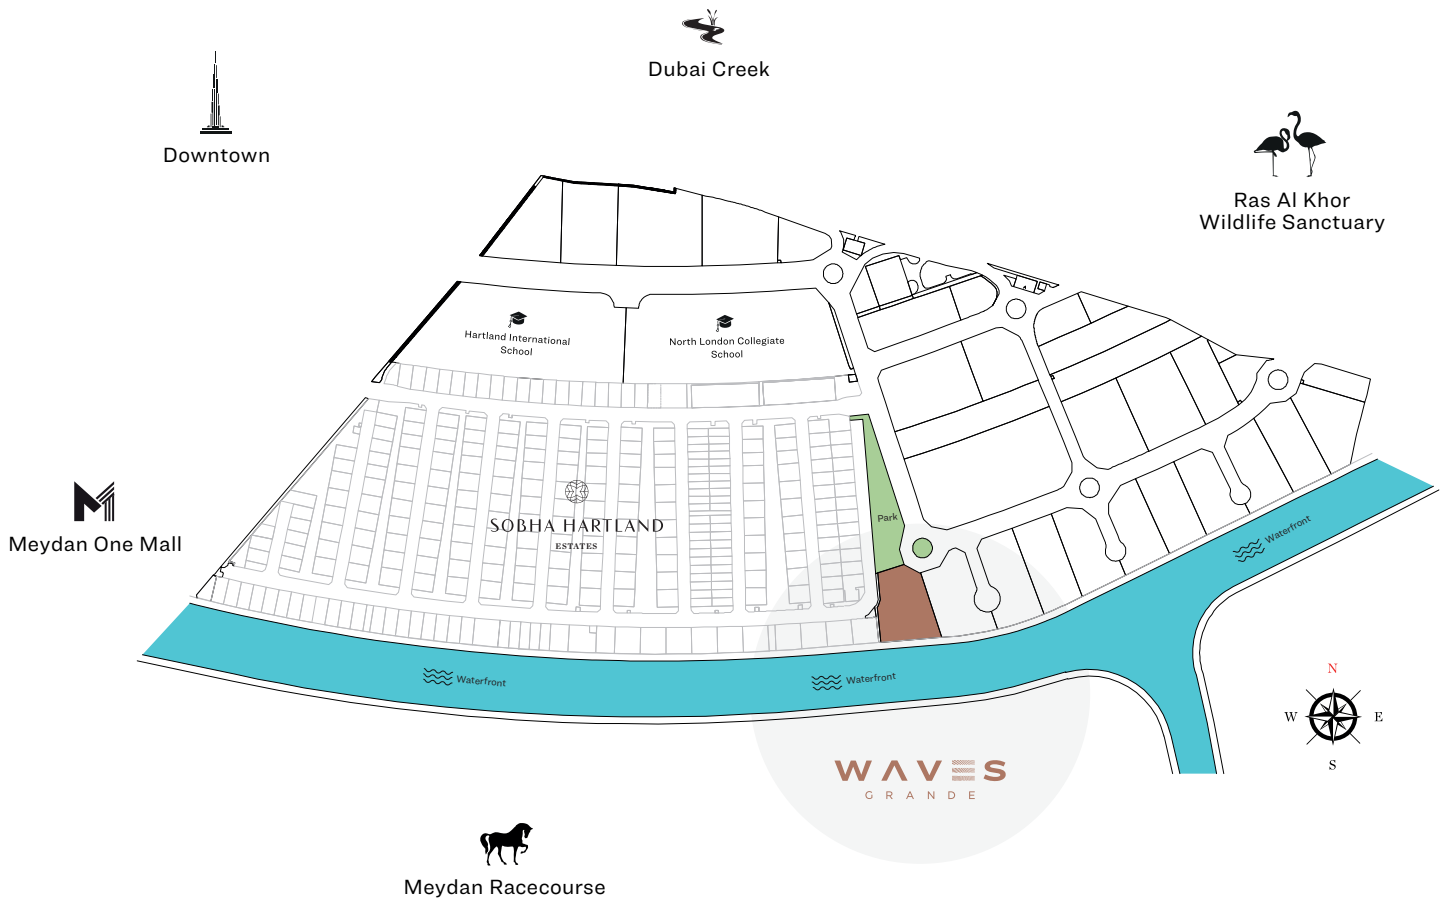 Dubai Creek
Downtown
Ras Al Khor
Wildlife Sanctuary
Hartland International
School
North London Collegiate
School
Meydan One Mall
SOBHA HARTLAND
ESTATES
Park
Waterfront
Waterfront
Waterfront
N
W
E
S
WAVES
GRANDE
Meydan Racecourse